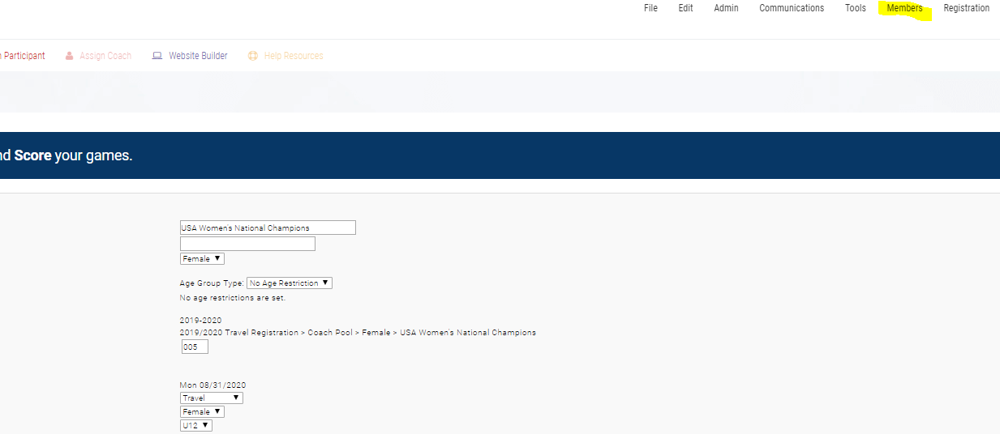 File Edit Admin Communications Tools Members Registration
Participant Assign Coach Website Builder Help Resources
Score your games.
USA Women's National Champions
Female
Age Group Type: No Age Restriction
No age restrictions are set.
2019-2020
2019/2020 Travel Registration > Coach Pool > Female > USA Women's National Champions
005
Mon 08/31/2020
Travel
Female
U12